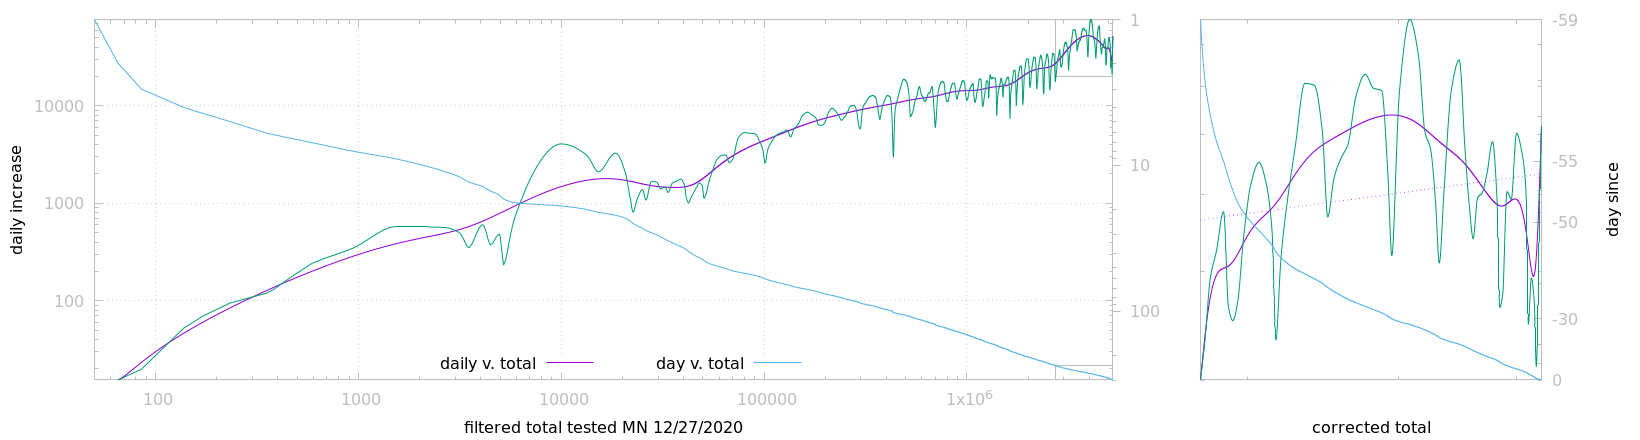 daily increase
10000
1000
100
daily v. total
day v. total
100
1000
10000
100000
1x10⁶
filtered total tested MN 12/27/2020
1
10
100
-59
-55
-50
-30
0
day since
corrected total